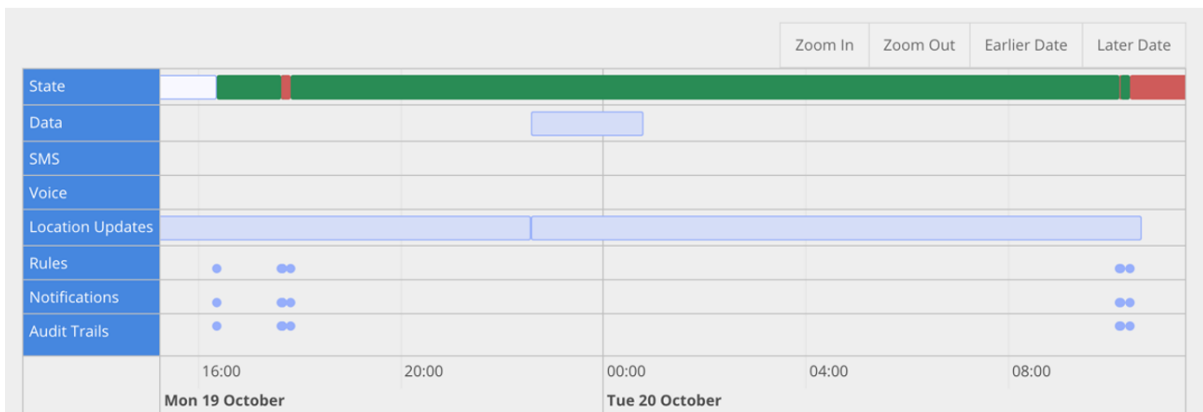 Zoom In Zoom Out Earlier Date Later Date
State
Data
SMS
Voice
Location Updates
Rules
Notifications
Audit Trails
16:00 20:00 00:00 04:00 08:00
Mon 19 October Tue 20 October